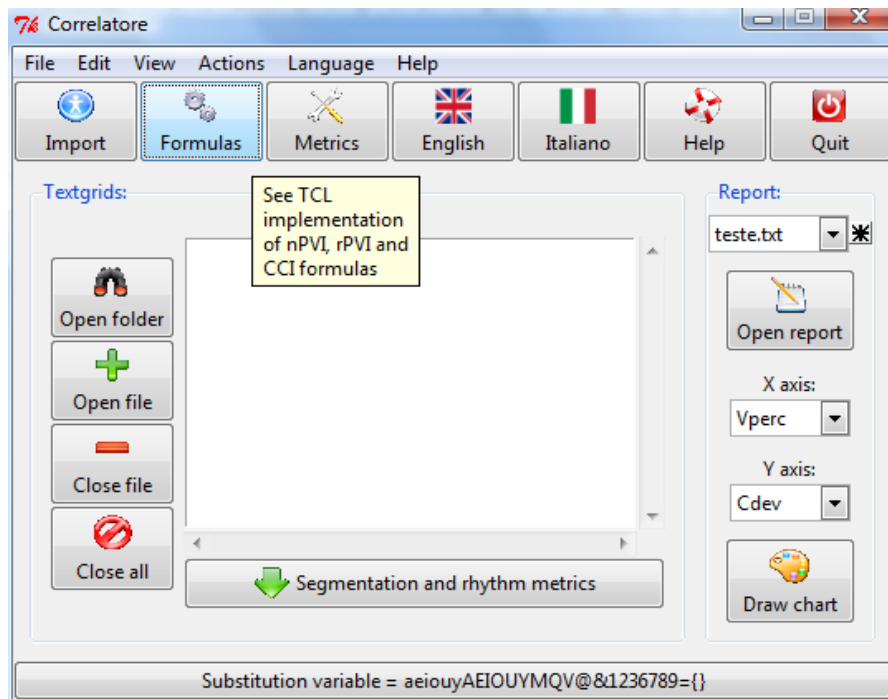 Correlatore
File Edit View Actions Language Help
Import Formulas Metrics English Italiano Help Quit
Textgrids:
See TCL
implementation
of nPVI, rPVI and
CCI formulas
Open folder
Open file
Close file
Close all
Segmentation and rhythm metrics
Report:
teste.txt
Open report
X axis:
Vperc
Y axis:
Cdev
Draw chart
Substitution variable = aeiouyAEIOUYMQV@&1236789={}